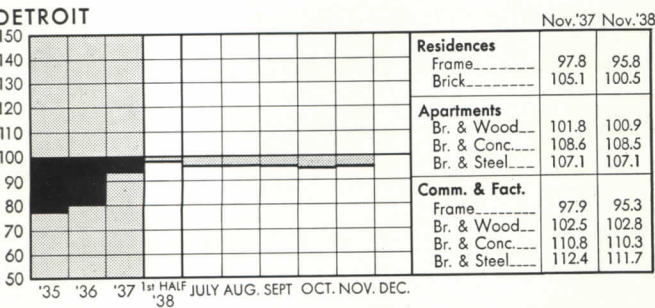 DETROIT
Nov.'37 Nov.'38
150
140
130
120
110
100
90
80
70
60
50
'35 '36 '37 1st HALF '38 JULY AUG. SEPT OCT. NOV. DEC.
Residences
Frame 97.8 95.8
Brick 105.1 100.5
Apartments
Br. & Wood 101.8 100.9
Br. & Conc. 108.6 108.5
Br. & Steel 107.1 107.1
Comm. & Fact.
Frame 97.9 95.3
Br. & Wood 102.5 102.8
Br. & Conc. 110.8 110.3
Br. & Steel 112.4 111.7